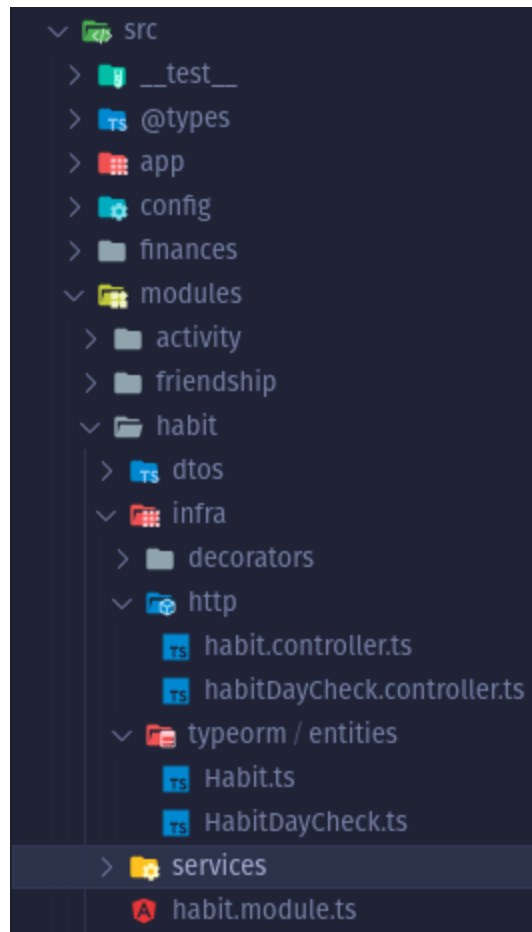 src
__test__
@types
app
config
finances
modules
activity
friendship
habit
dtos
infra
decorators
http
habit.controller.ts
habitDayCheck.controller.ts
typeorm / entities
Habit.ts
HabitDayCheck.ts
services
habit.module.ts